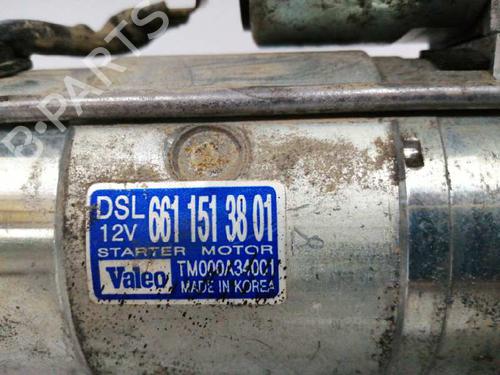 B-PARTS
DSL 661 151 38 01
12V
STARTER MOTOR
Valeo TM000A34001
MADE IN KOREA